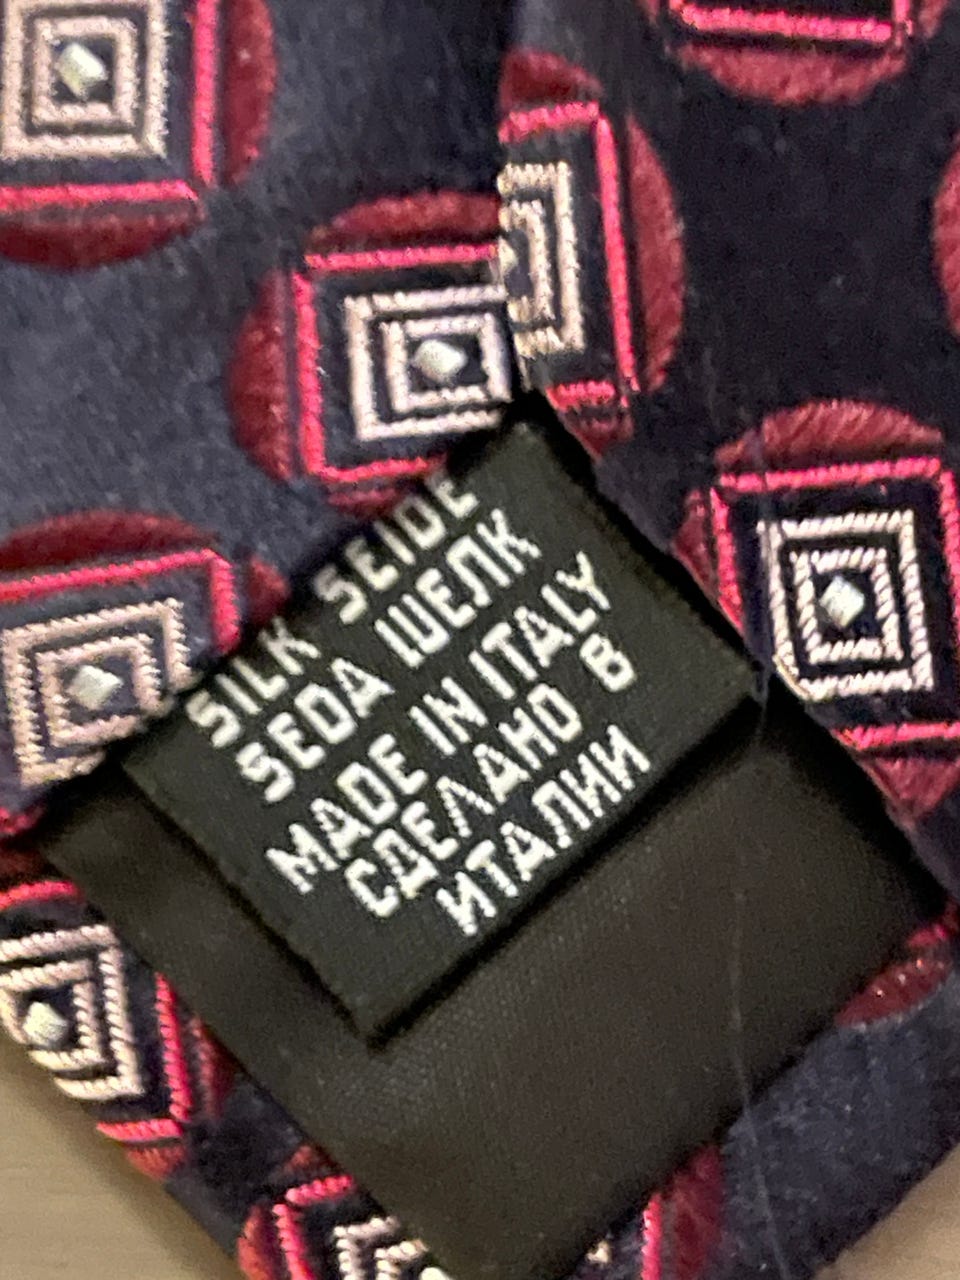 SILK SEIDE
SEDA ШЕЛК
MADE IN ITALY
СДЕЛАНО В
ИТАЛИИ